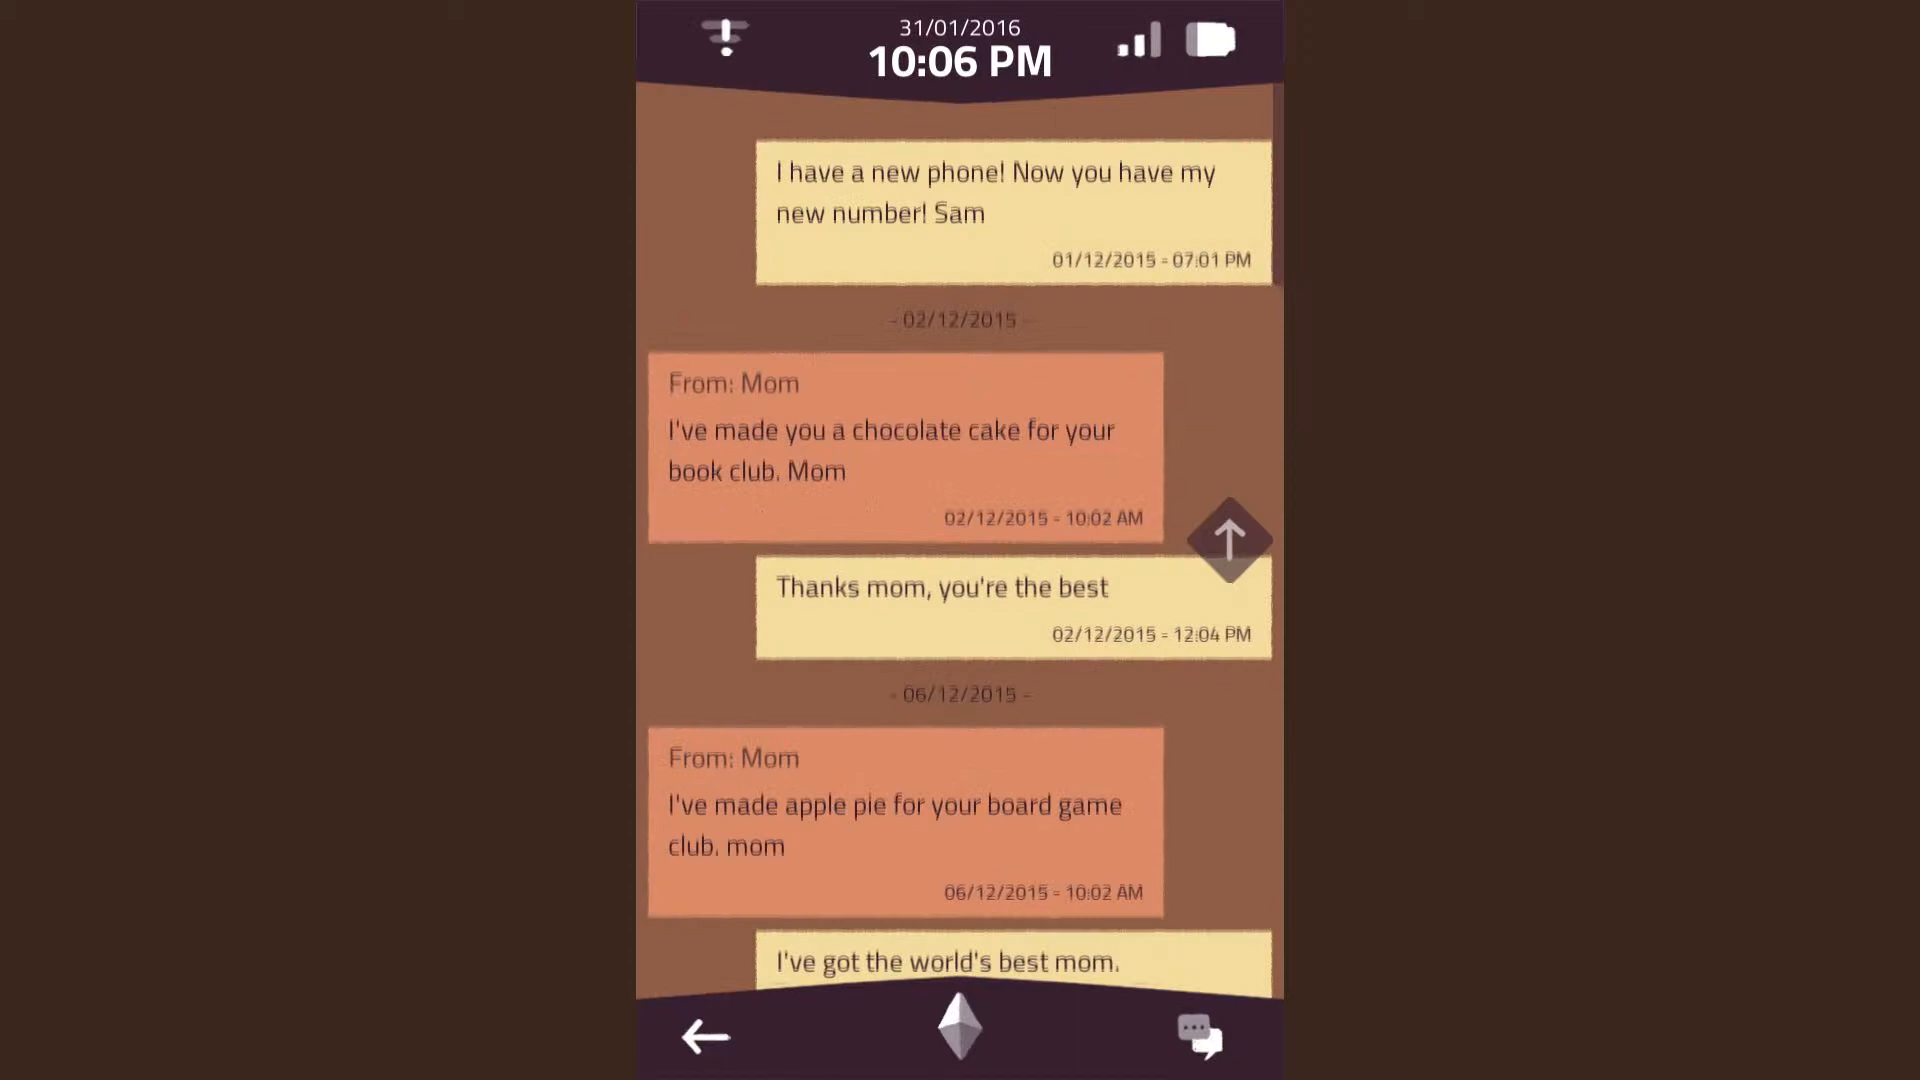 31/01/2016
10:06 PM
I have a new phone! Now you have my
new number! Sam
01/12/2015 - 07:01 PM
- 02/12/2015 -
From: Mom
I've made you a chocolate cake for your
book club. Mom
02/12/2015 - 10:02 AM
Thanks mom, you're the best
02/12/2015 - 12:04 PM
- 06/12/2015 -
From: Mom
I've made apple pie for your board game
club. mom
06/12/2015 - 10:02 AM
I've got the world's best mom.